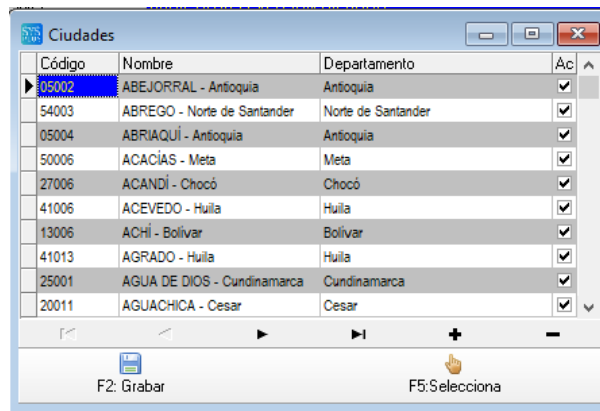 Ciudades
Código Nombre Departamento Ac
05002 ABEJORRAL - Antioquia Antioquia
54003 ABREGO - Norte de Santander Norte de Santander
05004 ABRIAQUÍ - Antioquia Antioquia
50006 ACACÍAS - Meta Meta
27006 ACANDÍ - Chocó Chocó
41006 ACEVEDO - Huila Huila
13006 ACHÍ - Bolívar Bolívar
41013 AGRADO - Huila Huila
25001 AGUA DE DIOS - Cundinamarca Cundinamarca
20011 AGUACHICA - Cesar Cesar
F2: Grabar F5:Selecciona